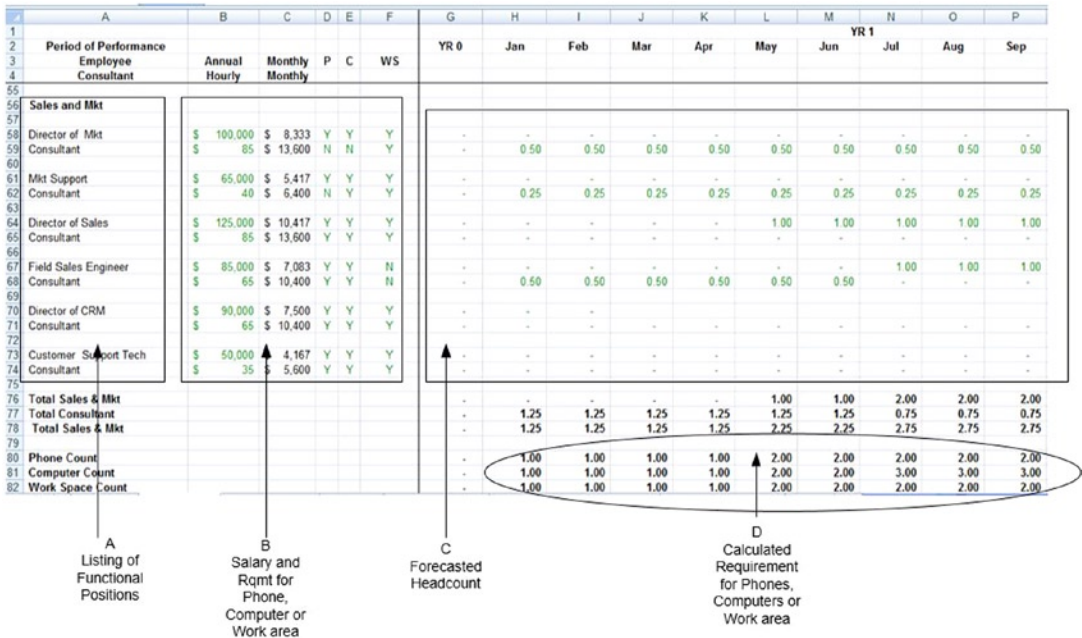 A B C D E F G H I J K L M N O P
1 YR 1
2 Period of Performance YR 0 Jan Feb Mar Apr May Jun Jul Aug Sep
3 Employee Annual Monthly P C WS
4 Consultant Hourly Monthly
55
56 Sales and Mkt
57
58 Director of Mkt $ 100,000 $ 8,333 Y Y Y - - - - - - - - - -
59 Consultant $ 85 $ 13,600 N N Y - 0.50 0.50 0.50 0.50 0.50 0.50 0.50 0.50 0.50
60
61 Mkt Support $ 65,000 $ 5,417 Y Y Y - - - - - - - - - -
62 Consultant $ 40 $ 6,400 N Y Y - 0.25 0.25 0.25 0.25 0.25 0.25 0.25 0.25 0.25
63
64 Director of Sales $ 125,000 $ 10,417 Y Y Y - - - - - 1.00 1.00 1.00 1.00 1.00
65 Consultant $ 85 $ 13,600 Y Y Y - - - - - - - - - -
66
67 Field Sales Engineer $ 85,000 $ 7,083 Y Y N - - - - - - - 1.00 1.00 1.00
68 Consultant $ 65 $ 10,400 Y Y N - 0.50 0.50 0.50 0.50 0.50 0.50 - - -
69
70 Director of CRM $ 90,000 $ 7,500 Y Y Y - - -
71 Consultant $ 65 $ 10,400 Y Y Y - - - - - - - - - -
72
73 Customer Support Tech $ 50,000 4,167 Y Y Y - - - - - - - - - -
74 Consultant $ 35 $ 5,600 Y Y Y - - - - - - - - - -
75
76 Total Sales & Mkt - - - - - 1.00 1.00 2.00 2.00 2.00
77 Total Consultant - 1.25 1.25 1.25 1.25 1.25 1.25 0.75 0.75 0.75
78 Total Sales & Mkt - 1.25 1.25 1.25 1.25 2.25 2.25 2.75 2.75 2.75
79
80 Phone Count - 1.00 1.00 1.00 1.00 2.00 2.00 2.00 2.00 2.00
81 Computer Count - 1.00 1.00 1.00 1.00 2.00 2.00 3.00 3.00 3.00
82 Work Space Count - 1.00 1.00 1.00 1.00 2.00 2.00 2.00 2.00 2.00
A
Listing of
Functional
Positions
B
Salary and
Rqmt for
Phone,
Computer or
Work area
C
Forecasted
Headcount
D
Calculated
Requirement
for Phones,
Computers or
Work area